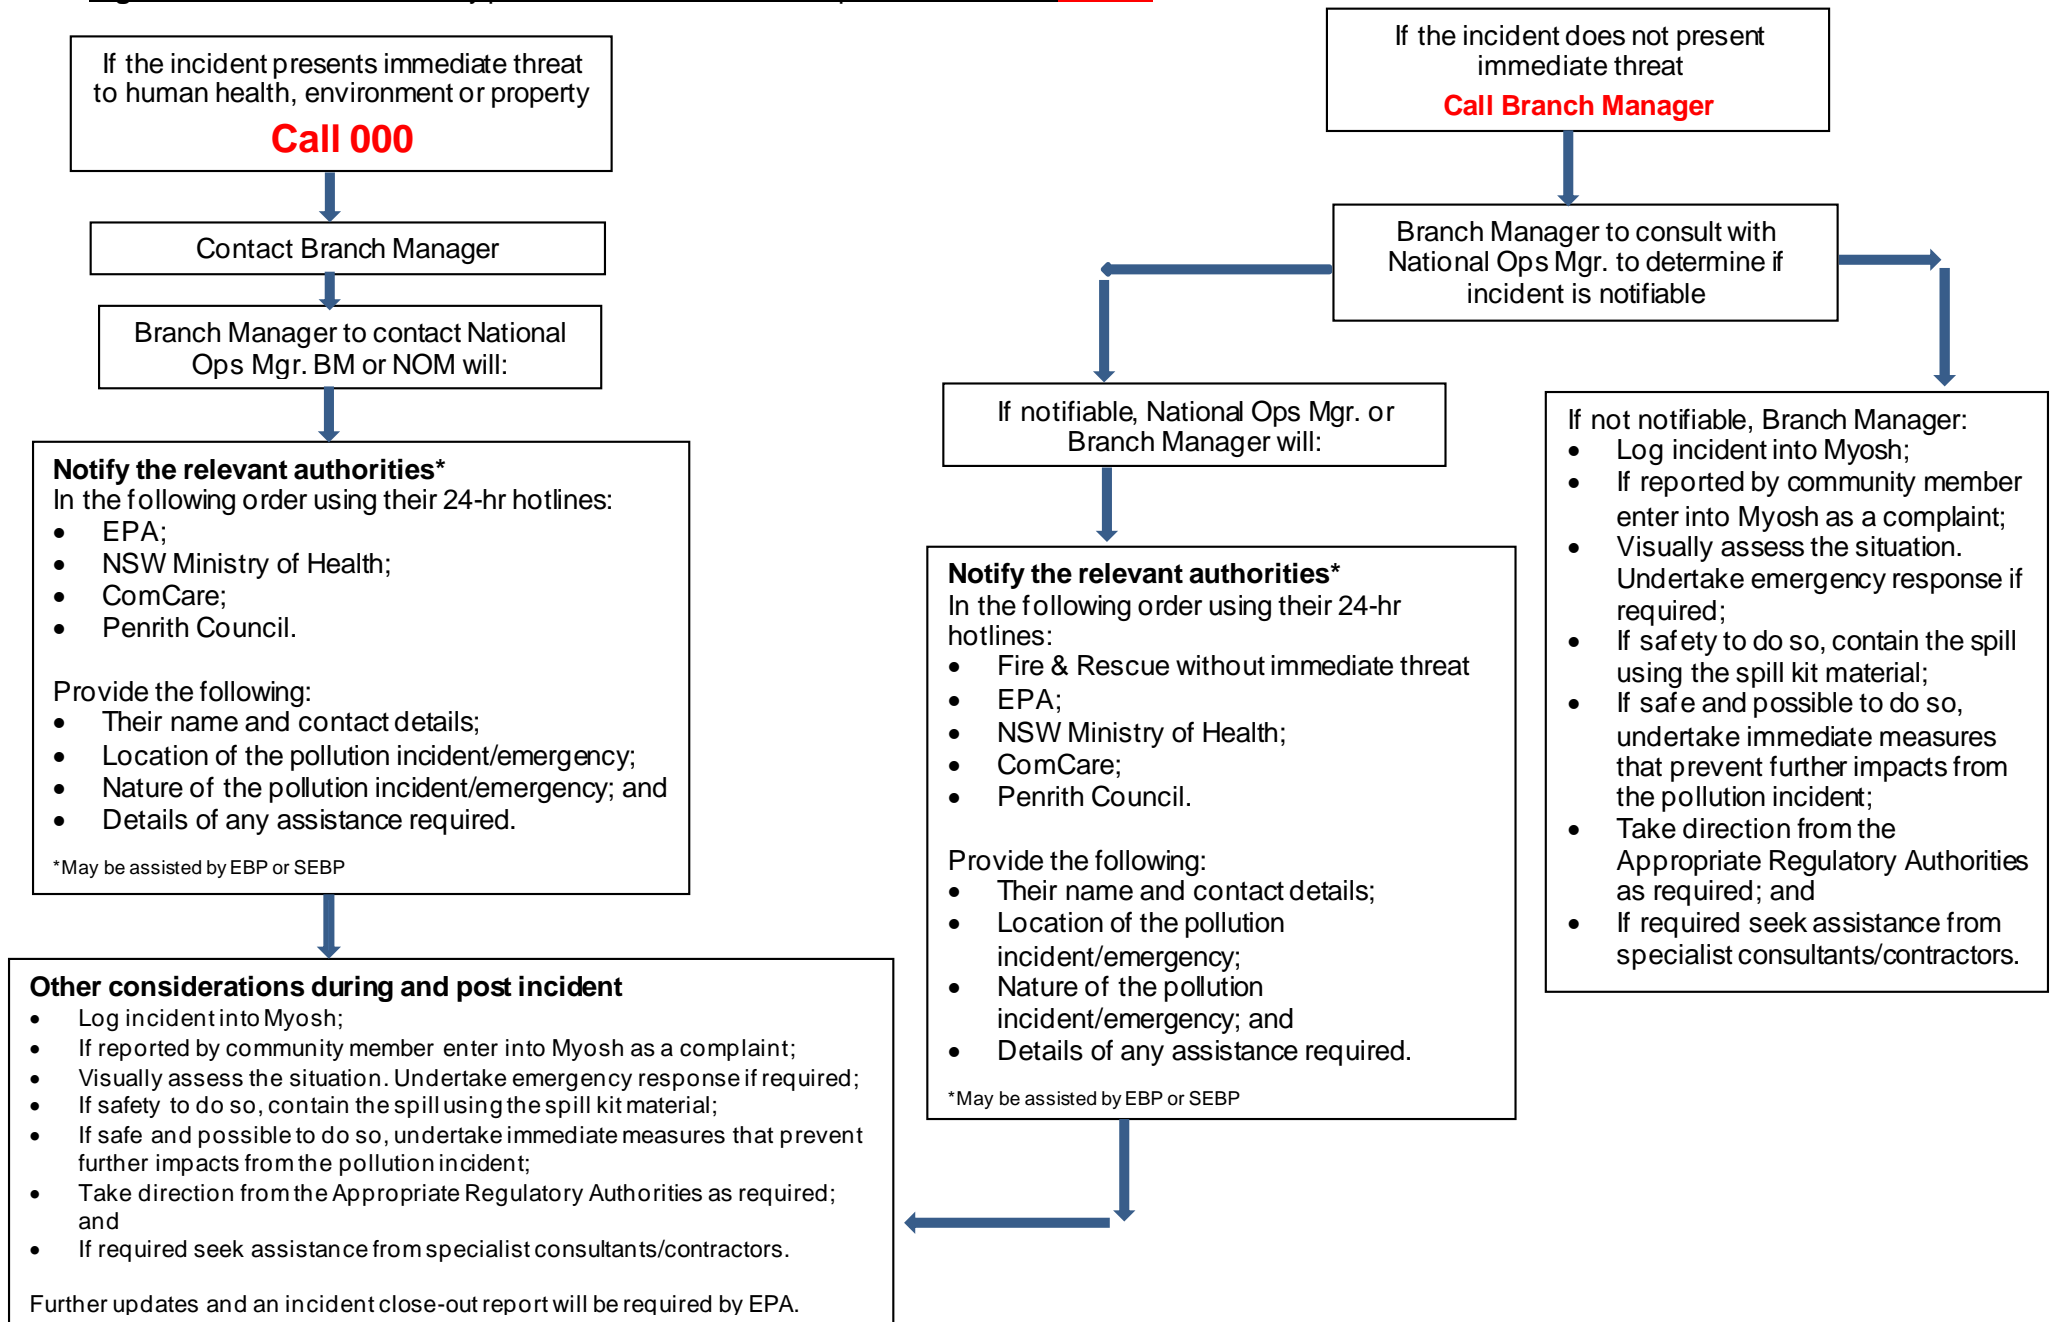 If the incident presents immediate threat
to human health, environment or property
Call 000
Contact Branch Manager
Branch Manager to contact National
Ops Mgr. BM or NOM will:
Notify the relevant authorities*
In the following order using their 24-hr hotlines:
• EPA;
• NSW Ministry of Health;
• ComCare;
• Penrith Council.
Provide the following:
• Their name and contact details;
• Location of the pollution incident/emergency;
• Nature of the pollution incident/emergency; and
• Details of any assistance required.
*May be assisted by EBP or SEBP
Other considerations during and post incident
• Log incident into Myosh;
• If reported by community member enter into Myosh as a complaint;
• Visually assess the situation. Undertake emergency response if required;
• If safety to do so, contain the spill using the spill kit material;
• If safe and possible to do so, undertake immediate measures that prevent
further impacts from the pollution incident;
• Take direction from the Appropriate Regulatory Authorities as required;
and
• If required seek assistance from specialist consultants/contractors.
Further updates and an incident close-out report will be required by EPA.
If the incident does not present
immediate threat
Call Branch Manager
Branch Manager to consult with
National Ops Mgr. to determine if
incident is notifiable
If notifiable, National Ops Mgr. or
Branch Manager will:
Notify the relevant authorities*
In the following order using their 24-hr
hotlines:
• Fire & Rescue without immediate threat
• EPA;
• NSW Ministry of Health;
• ComCare;
• Penrith Council.
Provide the following:
• Their name and contact details;
• Location of the pollution
incident/emergency;
• Nature of the pollution
incident/emergency; and
• Details of any assistance required.
*May be assisted by EBP or SEBP
If not notifiable, Branch Manager:
• Log incident into Myosh;
• If reported by community member
enter into Myosh as a complaint;
• Visually assess the situation.
Undertake emergency response if
required;
• If safety to do so, contain the spill
using the spill kit material;
• If safe and possible to do so,
undertake immediate measures
that prevent further impacts from
the pollution incident;
• Take direction from the
Appropriate Regulatory Authorities
as required; and
• If required seek assistance from
specialist consultants/contractors.